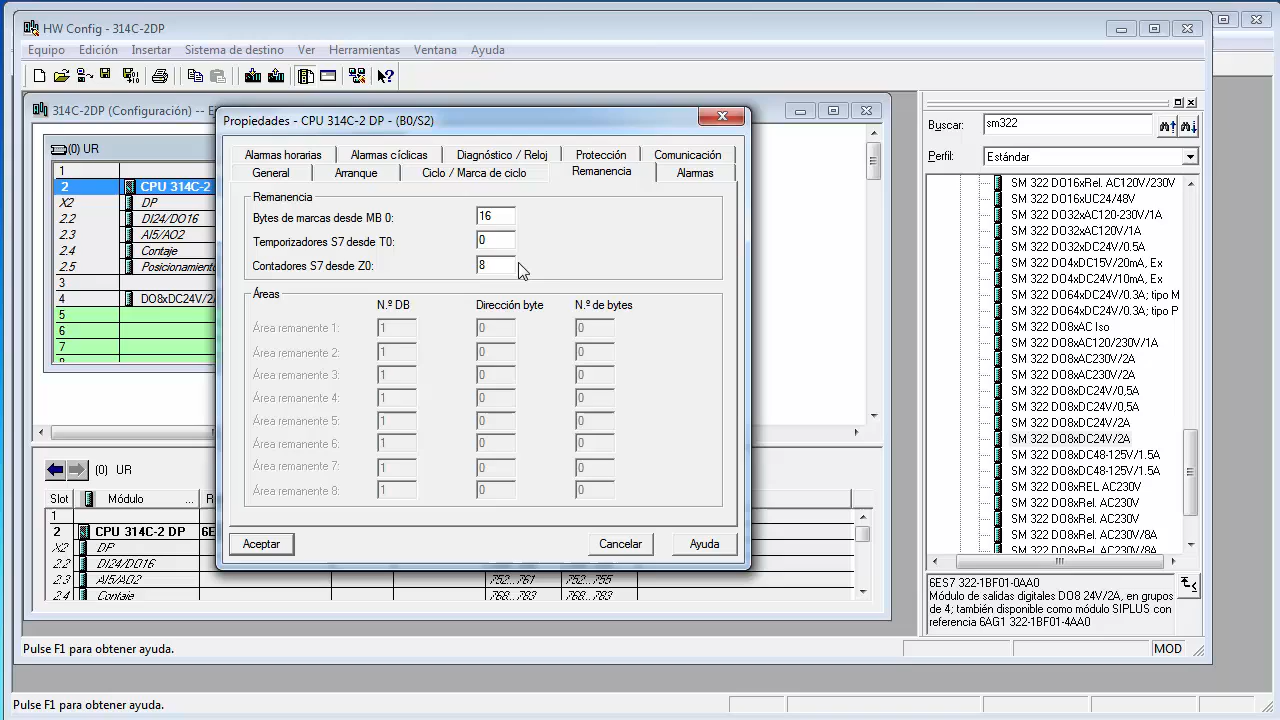 HW Config - 314C-2DP
Equipo Edición Insertar Sistema de destino Ver Herramientas Ventana Ayuda
314C-2DP (Configuración) -- E
(0) UR
1
2 CPU 314C-2
X2 DP
2.2 DI24/DO16
2.3 AI5/AO2
2.4 Contaje
2.5 Posicionamiento
3
4 DO8xDC24V/2A
5
6
7
(0) UR
Slot Módulo ... R
1
2 CPU 314C-2 DP 6E
X2 DP
2.2 DI24/DO16
2.3 AI5/AO2 752...761 752...755
2.4 Contaje 768...783 768...783
Propiedades - CPU 314C-2 DP - (B0/S2)
Alarmas horarias Alarmas cíclicas Diagnóstico / Reloj Protección Comunicación
General Arranque Ciclo / Marca de ciclo Remanencia Alarmas
Remanencia
Bytes de marcas desde MB 0: 16
Temporizadores S7 desde T0: 0
Contadores S7 desde Z0: 8
Áreas
N.º DB Dirección byte N.º de bytes
Área remanente 1: 1 0 0
Área remanente 2: 1 0 0
Área remanente 3: 1 0 0
Área remanente 4: 1 0 0
Área remanente 5: 1 0 0
Área remanente 6: 1 0 0
Área remanente 7: 1 0 0
Área remanente 8: 1 0 0
Aceptar Cancelar Ayuda
Buscar: sm322
Perfil: Estándar
SM 322 DO16xRel. AC120V/230V
SM 322 DO16xUC24/48V
SM 322 DO32xAC120-230V/1A
SM 322 DO32xAC120V/1A
SM 322 DO32xDC24V/0.5A
SM 322 DO4xDC15V/20mA, Ex
SM 322 DO4xDC24V/10mA, Ex
SM 322 DO64xDC24V/0.3A; tipo M
SM 322 DO64xDC24V/0.3A; tipo P
SM 322 DO8xAC Iso
SM 322 DO8xAC120/230V/1A
SM 322 DO8xAC230V/2A
SM 322 DO8xAC230V/2A
SM 322 DO8xDC24V/0,5A
SM 322 DO8xDC24V/0,5A
SM 322 DO8xDC24V/2A
SM 322 DO8xDC24V/2A
SM 322 DO8xDC48-125V/1.5A
SM 322 DO8xDC48-125V/1.5A
SM 322 DO8xREL AC230V
SM 322 DO8xRel. AC230V
SM 322 DO8xRel. AC230V
SM 322 DO8xRel. AC230V/8A
SM 322 DO8xRel. AC230V/5A
6ES7 322-1BF01-0AA0
Módulo de salidas digitales DO8 24V/2A, en grupos
de 4; también disponible como módulo SIPLUS con
referencia 6AG1 322-1BF01-4AA0
Pulse F1 para obtener ayuda. MOD
Pulse F1 para obtener ayuda.